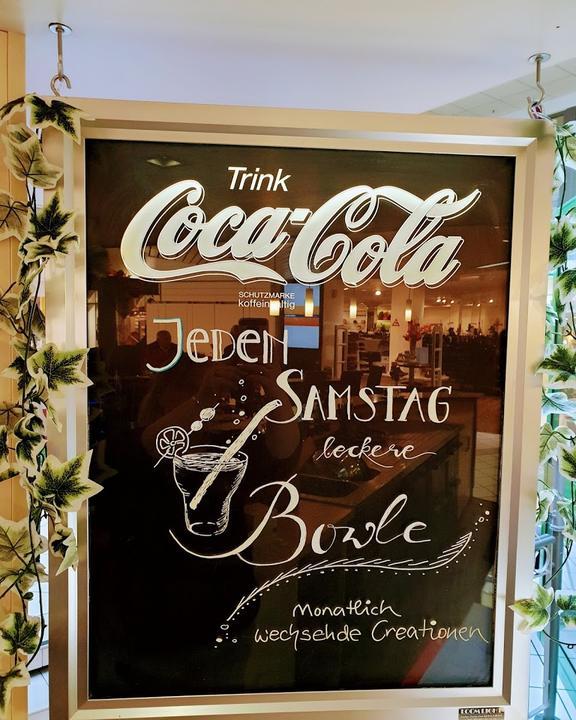 Trink
Coca-Cola
SCHUTZMARKE
koffeinhaltig
JEDEN
SAMSTAG
leckere
Bowle
Monatlich
wechselnde Creationen